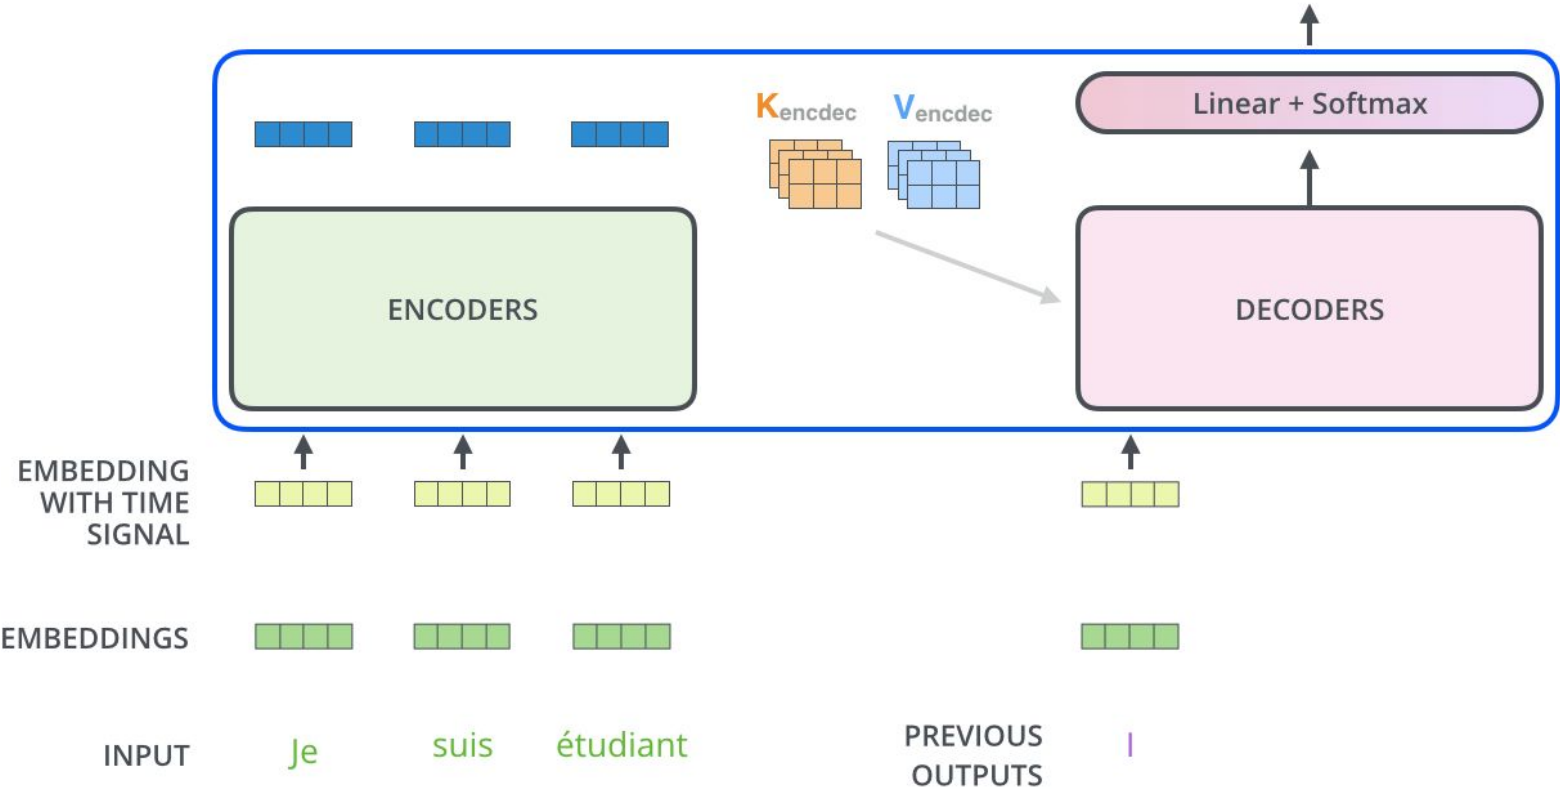 Kencdec
Vencdec
Linear + Softmax
ENCODERS
DECODERS
EMBEDDING
WITH TIME
SIGNAL
EMBEDDINGS
INPUT
Je
suis
étudiant
PREVIOUS
OUTPUTS
I